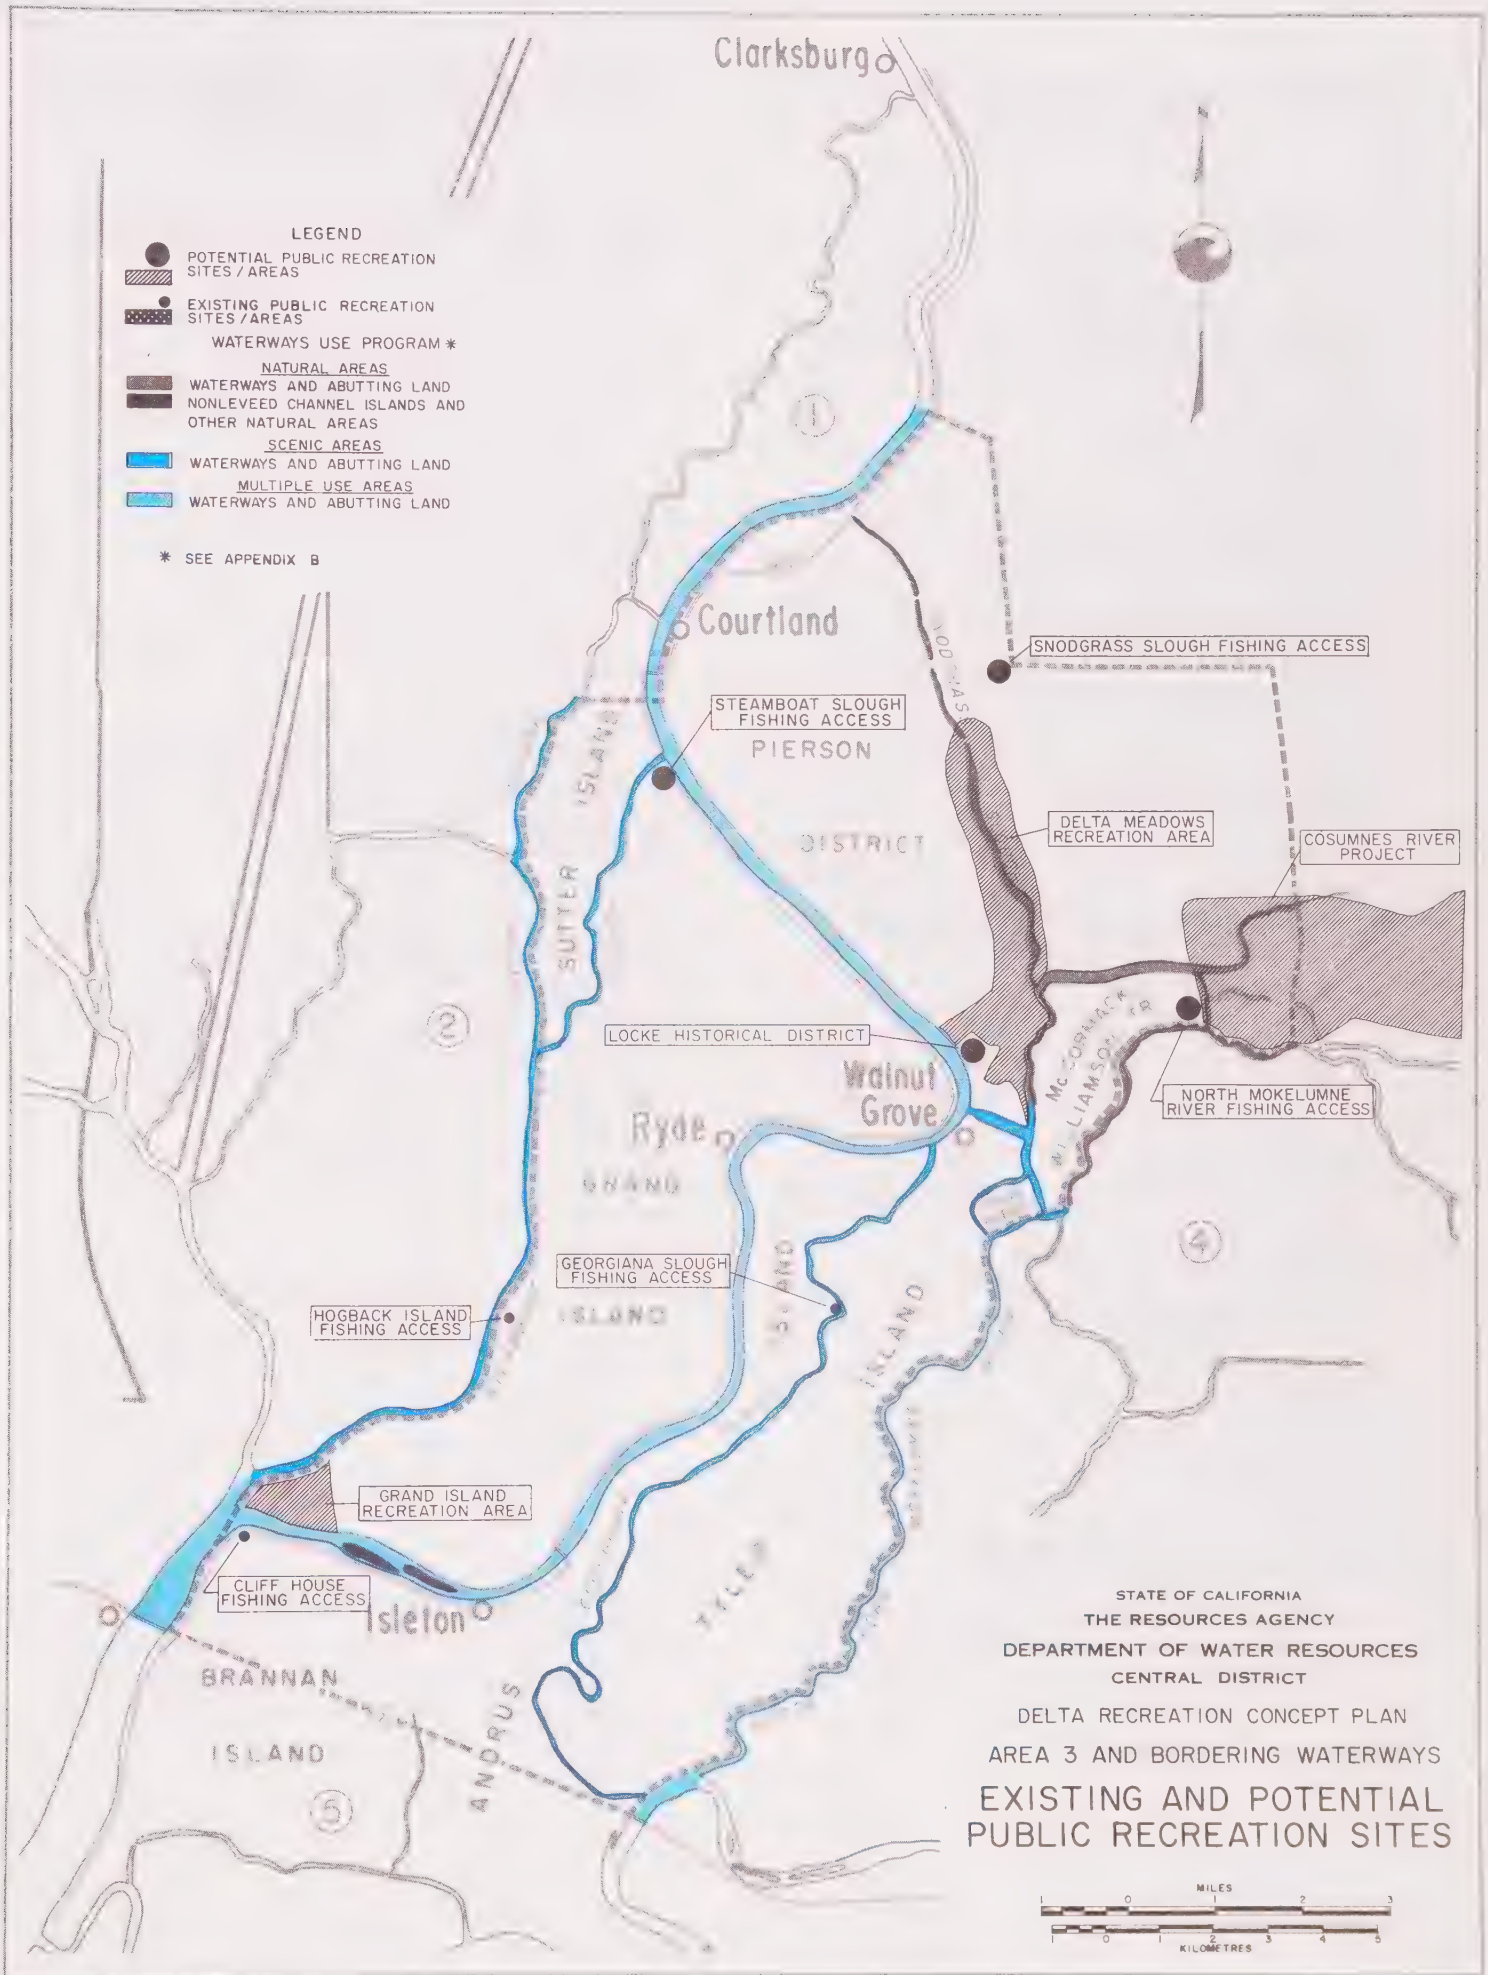 Clarksburg
LEGEND
POTENTIAL PUBLIC RECREATION
SITES / AREAS
EXISTING PUBLIC RECREATION
SITES / AREAS
WATERWAYS USE PROGRAM *
NATURAL AREAS
WATERWAYS AND ABUTTING LAND
NONLEVEED CHANNEL ISLANDS AND
OTHER NATURAL AREAS
SCENIC AREAS
WATERWAYS AND ABUTTING LAND
MULTIPLE USE AREAS
WATERWAYS AND ABUTTING LAND
* SEE APPENDIX B
1
Courtland
SNODGRASS SLOUGH FISHING ACCESS
STEAMBOAT SLOUGH
FISHING ACCESS
PIERSON
DISTRICT
SUTTER ISLAND
DELTA MEADOWS
RECREATION AREA
COSUMNES RIVER
PROJECT
2
LOCKE HISTORICAL DISTRICT
McCORMACK
WILLIAMSON TR
Walnut
Grove
NORTH MOKELUMNE
RIVER FISHING ACCESS
Ryde
GRAND
ISLAND
GEORGIANA SLOUGH
FISHING ACCESS
4
HOGBACK ISLAND
FISHING ACCESS
ISLAND
TYLER ISLAND
GRAND ISLAND
RECREATION AREA
CLIFF HOUSE
FISHING ACCESS
Isleton
BRANNAN
ISLAND
ANDRUS
5
STATE OF CALIFORNIA
THE RESOURCES AGENCY
DEPARTMENT OF WATER RESOURCES
CENTRAL DISTRICT
DELTA RECREATION CONCEPT PLAN
AREA 3 AND BORDERING WATERWAYS
EXISTING AND POTENTIAL
PUBLIC RECREATION SITES
MILES
1 0 1 2 3
1 0 1 2 3 4 5
KILOMETRES